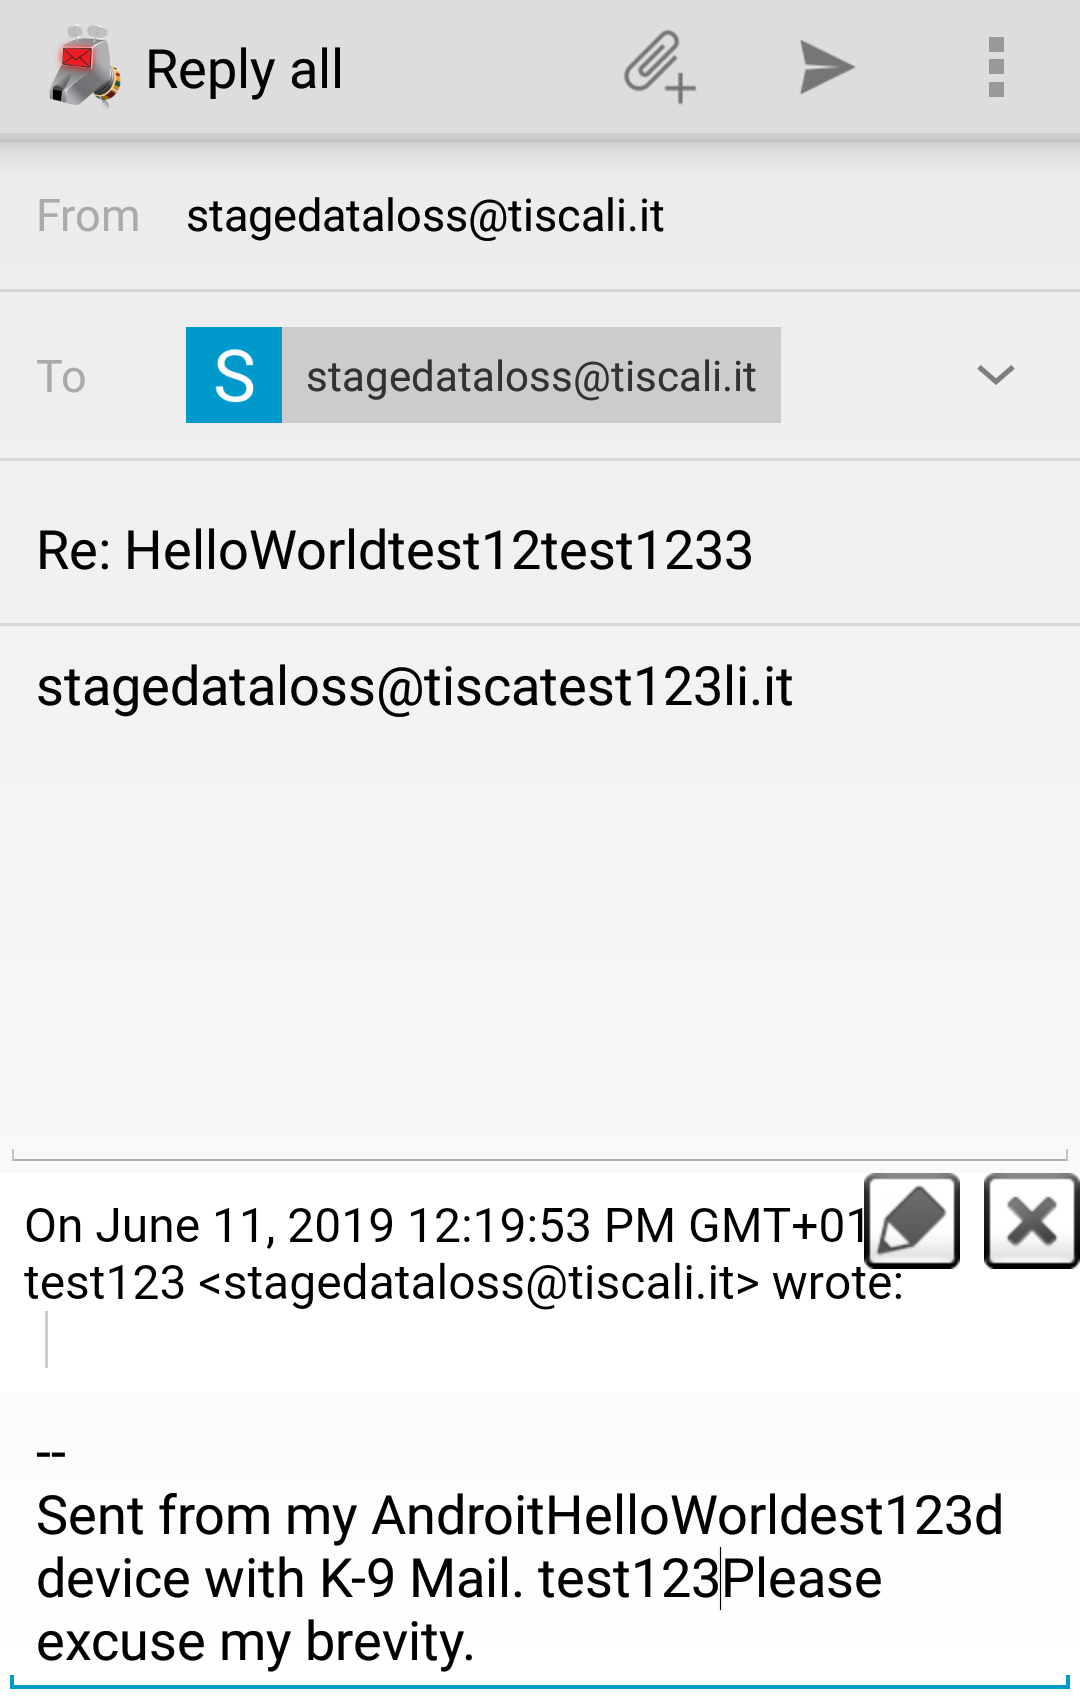 Reply all
From stagedataloss@tiscali.it
To S stagedataloss@tiscali.it
Re: HelloWorldtest12test1233
stagedataloss@tiscatest123li.it
On June 11, 2019 12:19:53 PM GMT+01
test123 <stagedataloss@tiscali.it> wrote:
--
Sent from my AndroitHelloWorldest123d
device with K-9 Mail. test123Please
excuse my brevity.